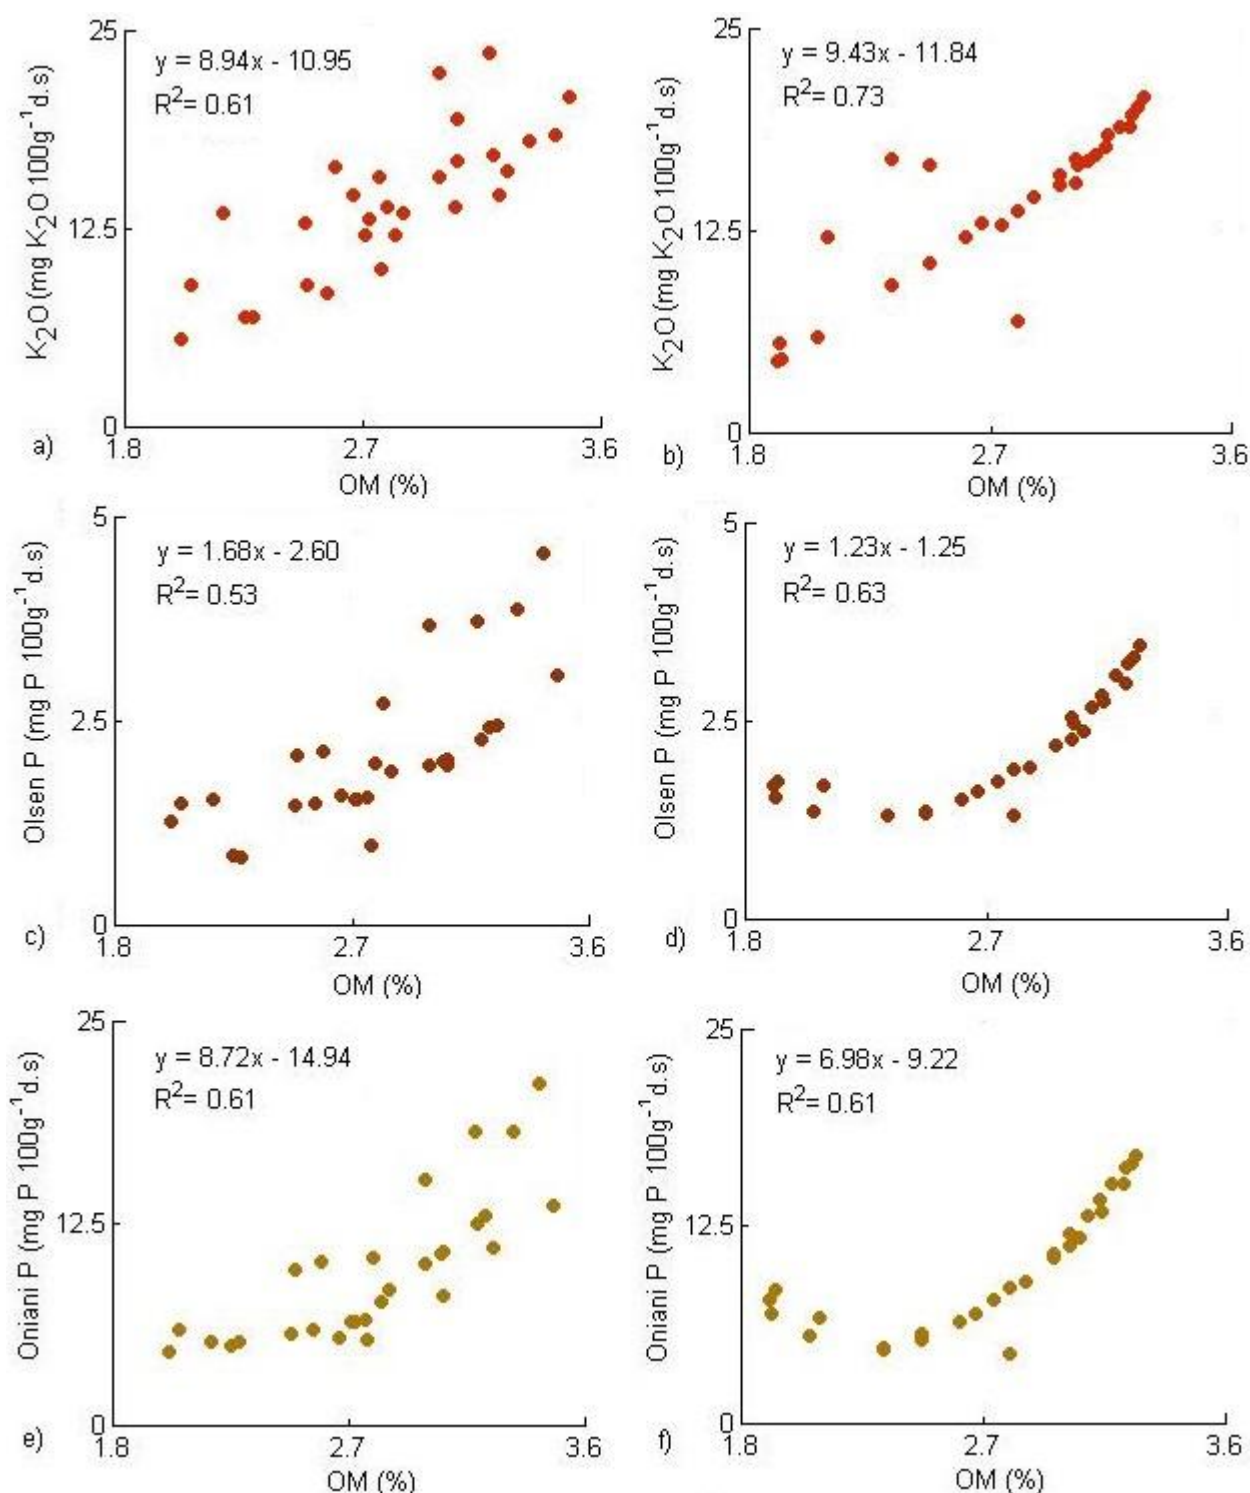 25
y = 8.94x - 10.95
R²= 0.61
12.5
0
1.8 2.7 3.6
OM (%)
K₂O (mg K₂O 100g⁻¹d.s)
a)
25
y = 9.43x - 11.84
R²= 0.73
12.5
0
1.8 2.7 3.6
OM (%)
K₂O (mg K₂O 100g⁻¹d.s)
b)
5
y = 1.68x - 2.60
R²= 0.53
2.5
0
1.8 2.7 3.6
OM (%)
Olsen P (mg P 100g⁻¹d.s)
c)
5
y = 1.23x - 1.25
R²= 0.63
2.5
0
1.8 2.7 3.6
OM (%)
Olsen P (mg P 100g⁻¹d.s)
d)
25
y = 8.72x - 14.94
R²= 0.61
12.5
0
1.8 2.7 3.6
OM (%)
Oniani P (mg P 100g⁻¹d.s)
e)
25
y = 6.98x - 9.22
R²= 0.61
12.5
0
1.8 2.7 3.6
OM (%)
Oniani P (mg P 100g⁻¹d.s)
f)